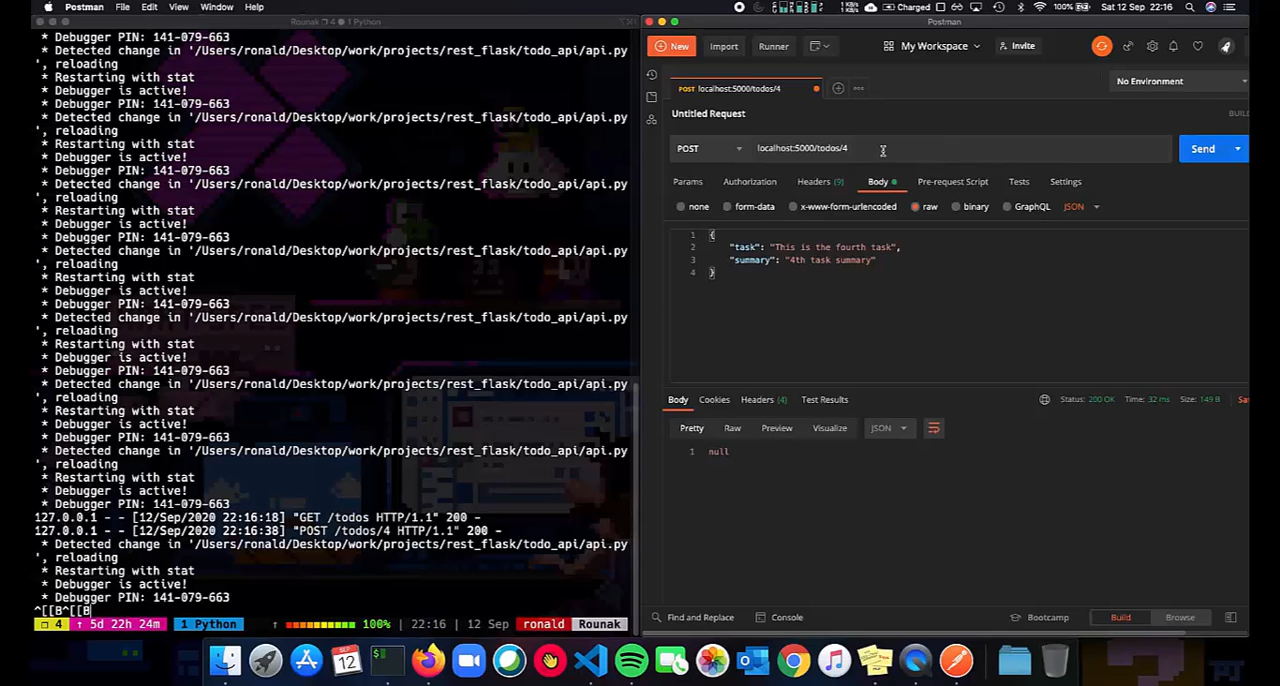 Postman File Edit View Window Help
1 KB/s
Charged
100%
Sat 12 Sep 22:16
Rounak ❐ 4 ● 1 Python
* Debugger PIN: 141-079-663
* Detected change in '/Users/ronald/Desktop/work/projects/rest_flask/todo_api/api.py
', reloading
* Restarting with stat
* Debugger is active!
* Debugger PIN: 141-079-663
* Detected change in '/Users/ronald/Desktop/work/projects/rest_flask/todo_api/api.py
', reloading
* Restarting with stat
* Debugger is active!
* Debugger PIN: 141-079-663
* Detected change in '/Users/ronald/Desktop/work/projects/rest_flask/todo_api/api.py
', reloading
* Restarting with stat
* Debugger is active!
* Debugger PIN: 141-079-663
* Detected change in '/Users/ronald/Desktop/work/projects/rest_flask/todo_api/api.py
', reloading
* Restarting with stat
* Debugger is active!
* Debugger PIN: 141-079-663
* Detected change in '/Users/ronald/Desktop/work/projects/rest_flask/todo_api/api.py
', reloading
* Restarting with stat
* Debugger is active!
* Debugger PIN: 141-079-663
* Detected change in '/Users/ronald/Desktop/work/projects/rest_flask/todo_api/api.py
', reloading
* Restarting with stat
* Debugger is active!
* Debugger PIN: 141-079-663
* Detected change in '/Users/ronald/Desktop/work/projects/rest_flask/todo_api/api.py
', reloading
* Restarting with stat
* Debugger is active!
* Debugger PIN: 141-079-663
127.0.0.1 - - [12/Sep/2020 22:16:18] "GET /todos HTTP/1.1" 200 -
127.0.0.1 - - [12/Sep/2020 22:16:38] "POST /todos/4 HTTP/1.1" 200 -
* Detected change in '/Users/ronald/Desktop/work/projects/rest_flask/todo_api/api.py
', reloading
* Restarting with stat
* Debugger is active!
* Debugger PIN: 141-079-663
^[[B^[[B
❐ 4 ↑ 5d 22h 24m 1 Python ↑ 100% | 22:16 | 12 Sep ronald Rounak
Postman
New Import Runner My Workspace Invite
POST localhost:5000/todos/4
No Environment
Untitled Request
BUIL
POST localhost:5000/todos/4 Send
Params Authorization Headers (9) Body Pre-request Script Tests Settings
none form-data x-www-form-urlencoded raw binary GraphQL JSON
1 {
2 "task": "This is the fourth task",
3 "summary": "4th task summary"
4 }
Body Cookies Headers (4) Test Results Status: 200 OK Time: 32 ms Size: 149 B Sa
Pretty Raw Preview Visualize JSON
1 null
Find and Replace Console Bootcamp Build Browse
SEP
12